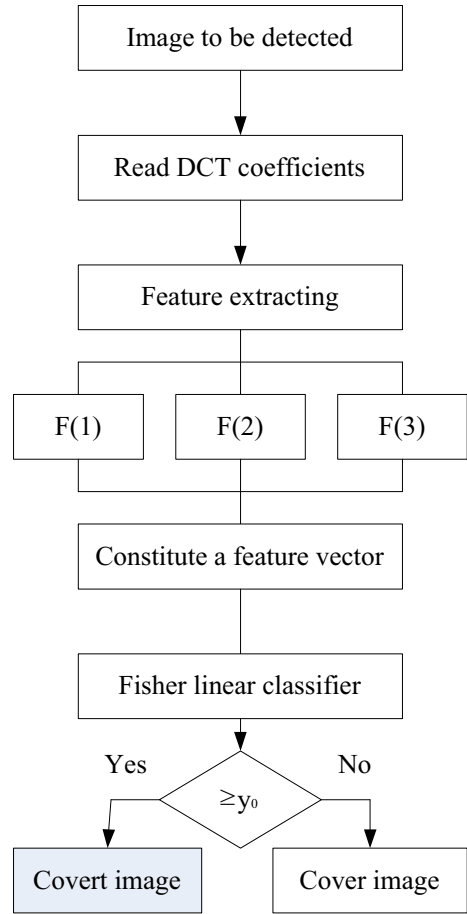 Image to be detected
Read DCT coefficients
Feature extracting
F(1) F(2) F(3)
Constitute a feature vector
Fisher linear classifier
Yes No
≥y₀
Covert image Cover image